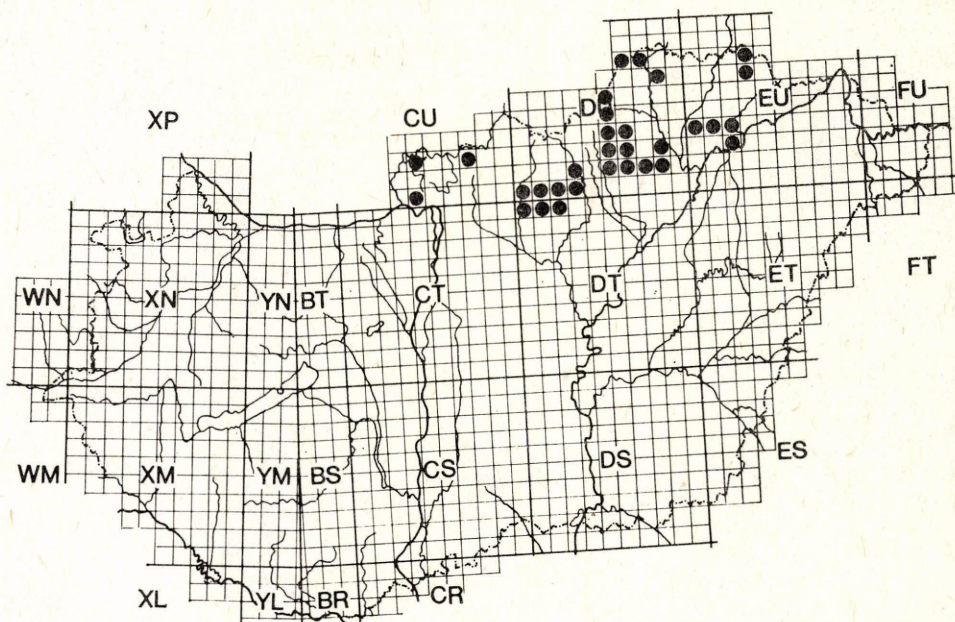 XP
CU
D
EU
FU
WN
XN
YN
BT
CT
DT
ET
FT
WM
XM
YM
BS
CS
DS
ES
XL
YL
BR
CR